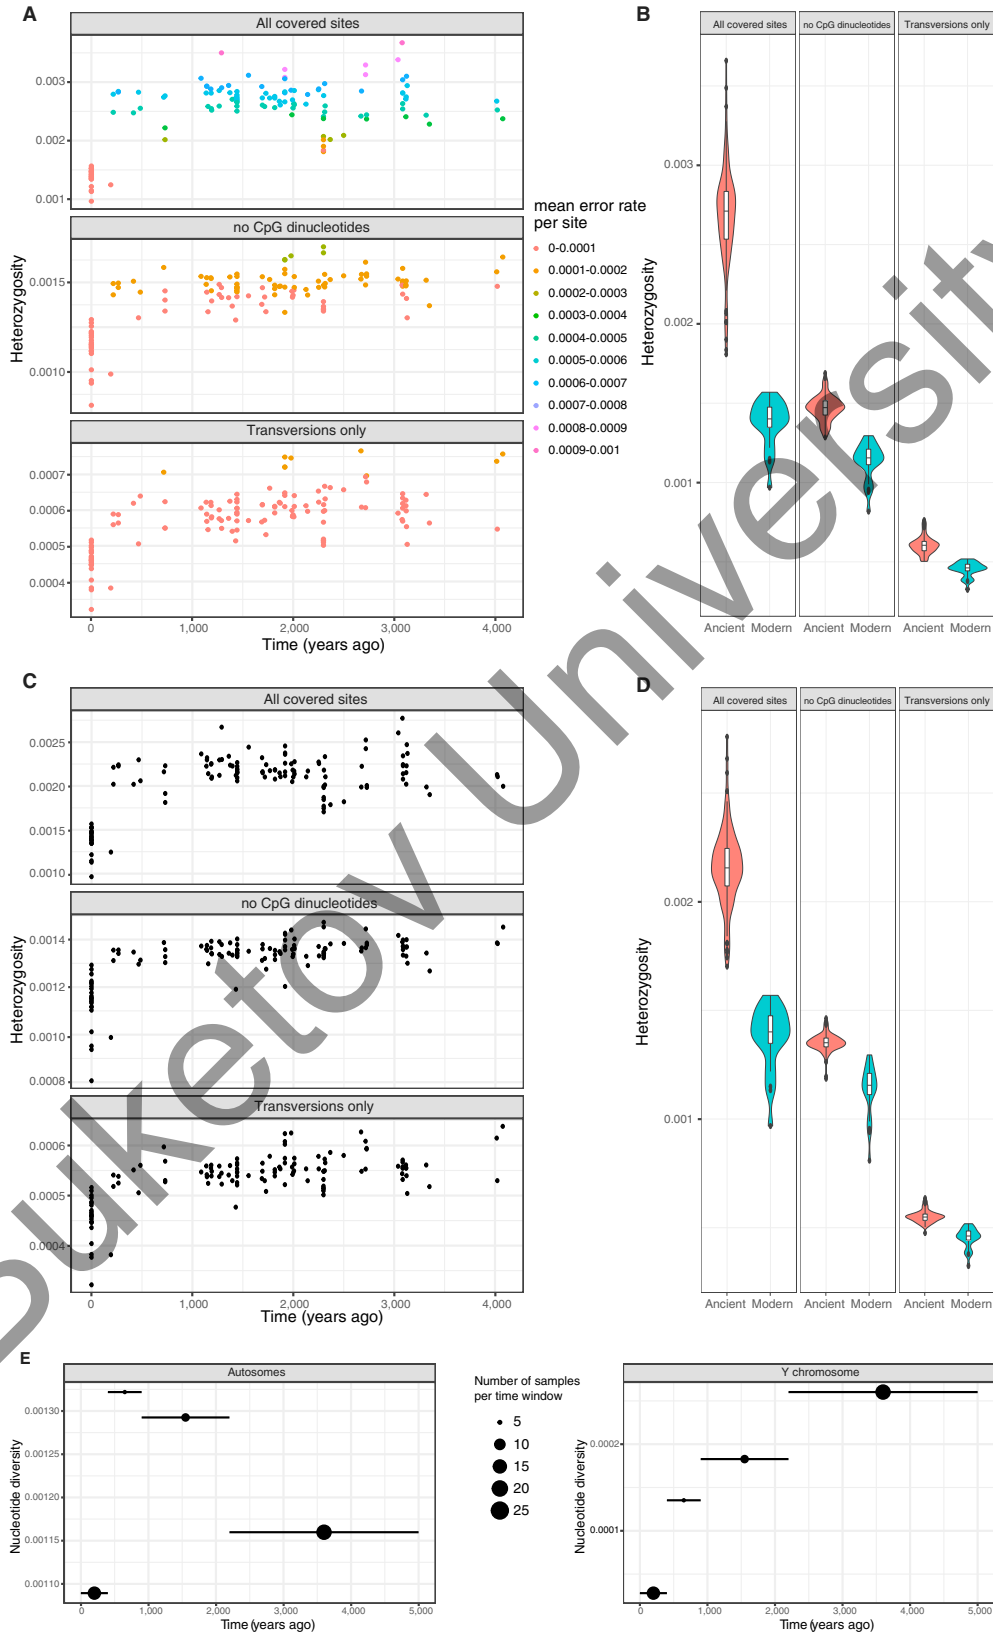 A
All covered sites
0.003
0.002
0.001
no CpG dinucleotides
0.0015
0.0010
Transversions only
0.0007
0.0006
0.0005
0.0004
0 1,000 2,000 3,000 4,000
Time (years ago)
Heterozygosity
mean error rate
per site
0-0.0001
0.0001-0.0002
0.0002-0.0003
0.0003-0.0004
0.0004-0.0005
0.0005-0.0006
0.0006-0.0007
0.0007-0.0008
0.0008-0.0009
0.0009-0.001
B
All covered sites no CpG dinucleotides Transversions only
0.003
0.002
0.001
Heterozygosity
Ancient Modern Ancient Modern Ancient Modern
C
All covered sites
0.0025
0.0020
0.0015
0.0010
no CpG dinucleotides
0.0014
0.0012
0.0010
0.0008
Transversions only
0.0006
0.0005
0.0004
0 1,000 2,000 3,000 4,000
Time (years ago)
Heterozygosity
D
All covered sites no CpG dinucleotides Transversions only
0.002
0.001
Heterozygosity
Ancient Modern Ancient Modern Ancient Modern
E
Autosomes
0.00130
0.00125
0.00120
0.00115
0.00110
Nucleotide diversity
0 1,000 2,000 3,000 4,000 5,000
Time (years ago)
Number of samples
per time window
5
10
15
20
25
Y chromosome
0.0002
0.0001
Nucleotide diversity
0 1,000 2,000 3,000 4,000 5,000
Time (years ago)
Buketov University